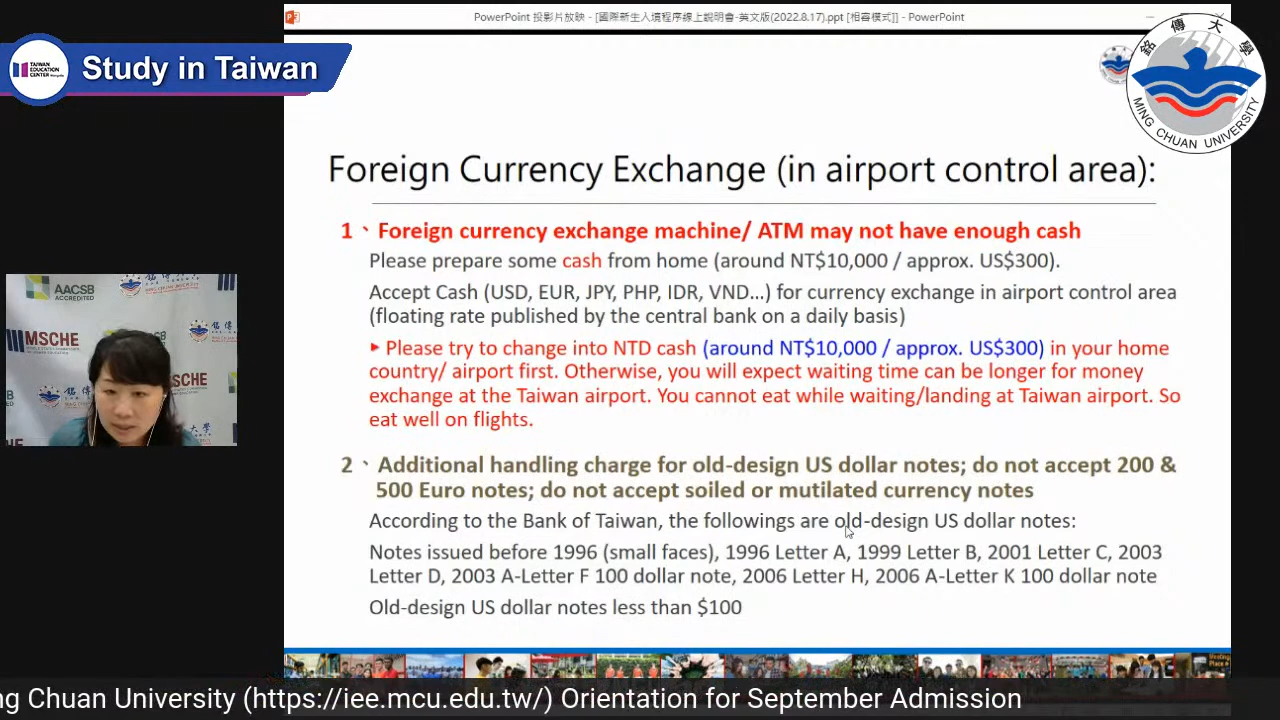 PowerPoint 投影片放映 - [國際新生入境程序線上說明會-英文版(2022.8.17).ppt [相容模式]] - PowerPoint
TAIWAN EDUCATION CENTER
Study in Taiwan
銘傳大學
MING CHUAN UNIVERSITY
Foreign Currency Exchange (in airport control area):
1、Foreign currency exchange machine/ ATM may not have enough cash
Please prepare some cash from home (around NT$10,000 / approx. US$300).
Accept Cash (USD, EUR, JPY, PHP, IDR, VND...) for currency exchange in airport control area
(floating rate published by the central bank on a daily basis)
Please try to change into NTD cash (around NT$10,000 / approx. US$300) in your home
country/ airport first. Otherwise, you will expect waiting time can be longer for money
exchange at the Taiwan airport. You cannot eat while waiting/landing at Taiwan airport. So
eat well on flights.
2、Additional handling charge for old-design US dollar notes; do not accept 200 &
500 Euro notes; do not accept soiled or mutilated currency notes
According to the Bank of Taiwan, the followings are old-design US dollar notes:
Notes issued before 1996 (small faces), 1996 Letter A, 1999 Letter B, 2001 Letter C, 2003
Letter D, 2003 A-Letter F 100 dollar note, 2006 Letter H, 2006 A-Letter K 100 dollar note
Old-design US dollar notes less than $100
AACSB
ACCREDITED
MSCHE
ng Chuan University (https://iee.mcu.edu.tw/) Orientation for September Admission